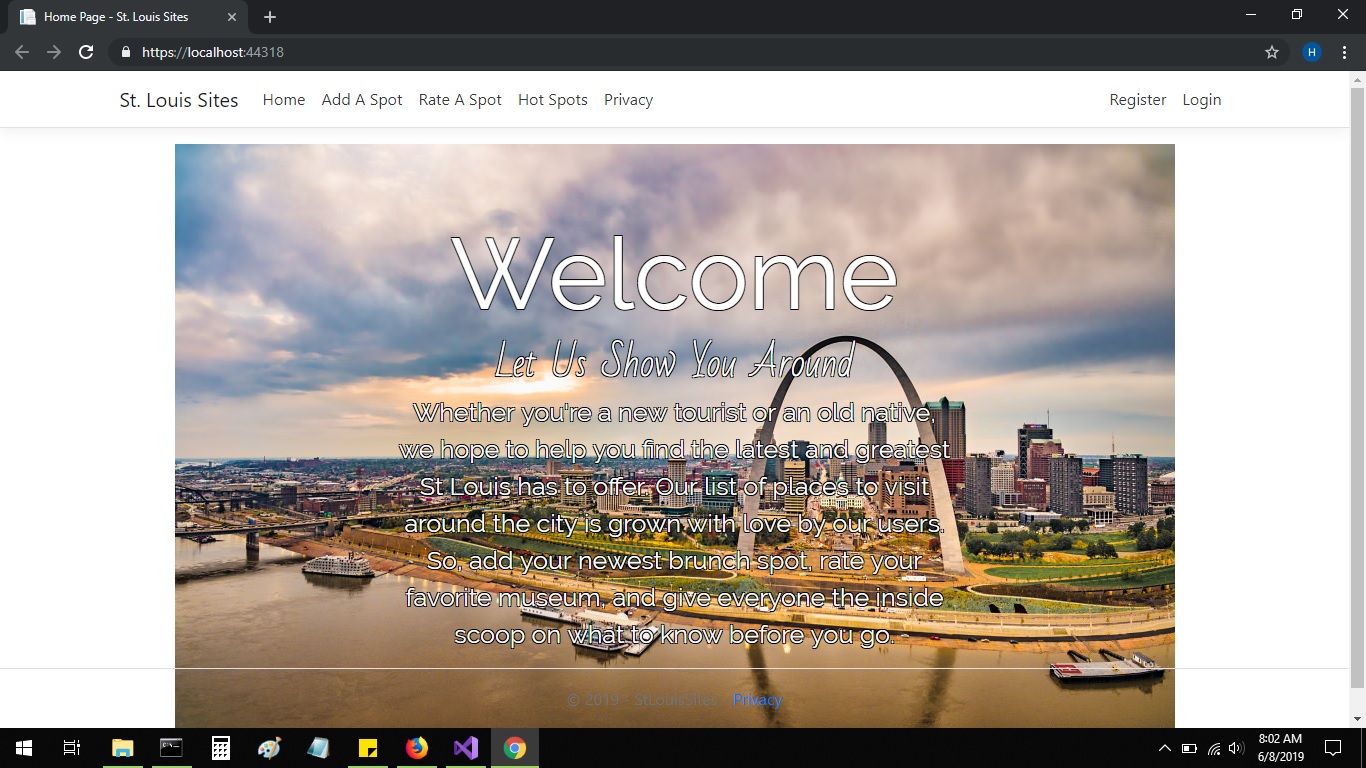 Home Page - St. Louis Sites
https://localhost:44318
H
St. Louis Sites Home Add A Spot Rate A Spot Hot Spots Privacy Register Login
Welcome
Let Us Show You Around
Whether you're a new tourist or an old native,
we hope to help you find the latest and greatest
St Louis has to offer. Our list of places to visit
around the city is grown with love by our users.
So, add your newest brunch spot, rate your
favorite museum, and give everyone the inside
scoop on what to know before you go.
© 2019 - StLouisSites - Privacy
8:02 AM
6/8/2019